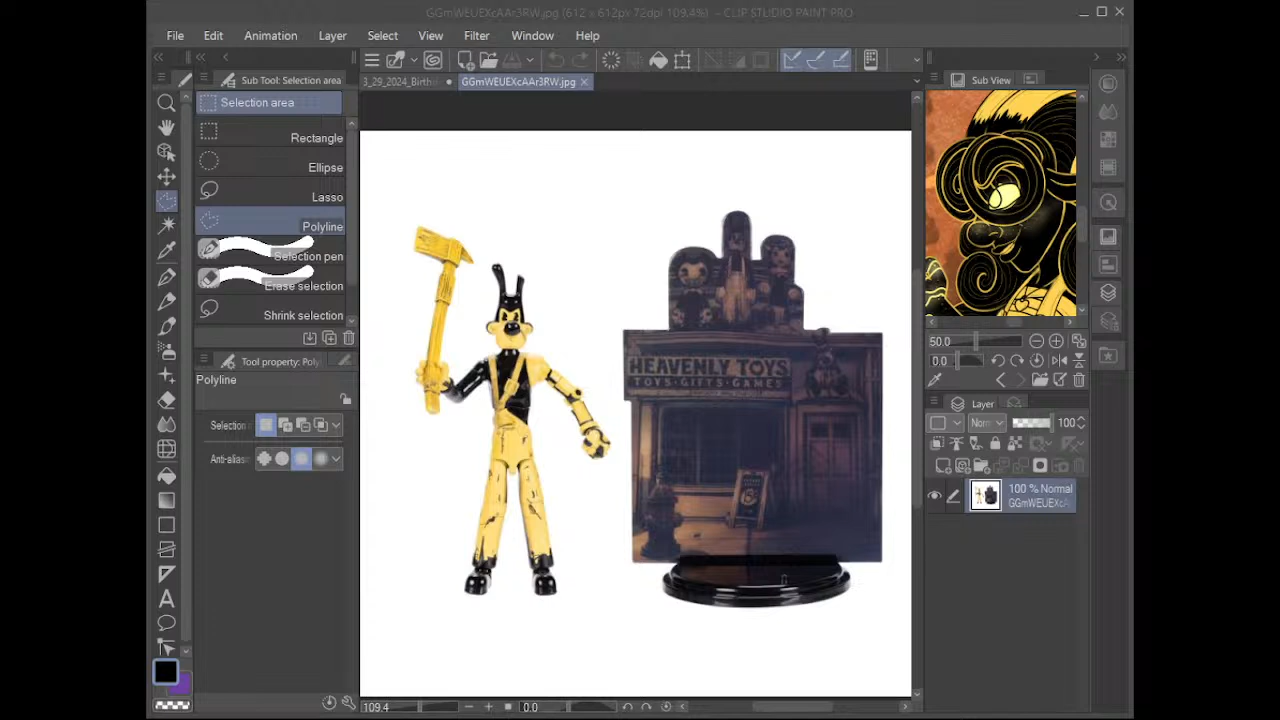 GGmWEUEXcAAr3RW.jpg (612 x 612px 72dpi 109.4%) - CLIP STUDIO PAINT PRO
File Edit Animation Layer Select View Filter Window Help
Sub Tool: Selection area
3_29_2024_Birth
GGmWEUEXcAAr3RW.jpg
Sub View
Selection area
Rectangle
Ellipse
Lasso
Polyline
Selection pen
Erase selection
Shrink selection
Tool property: Poly
Polyline
Selection
Anti-alias
HEAVENLY TOYS
TOYS·GIFTS·GAMES
50.0
0.0
Layer
Norm 100
100 % Normal
GGmWEUEXcA
109.4
0.0